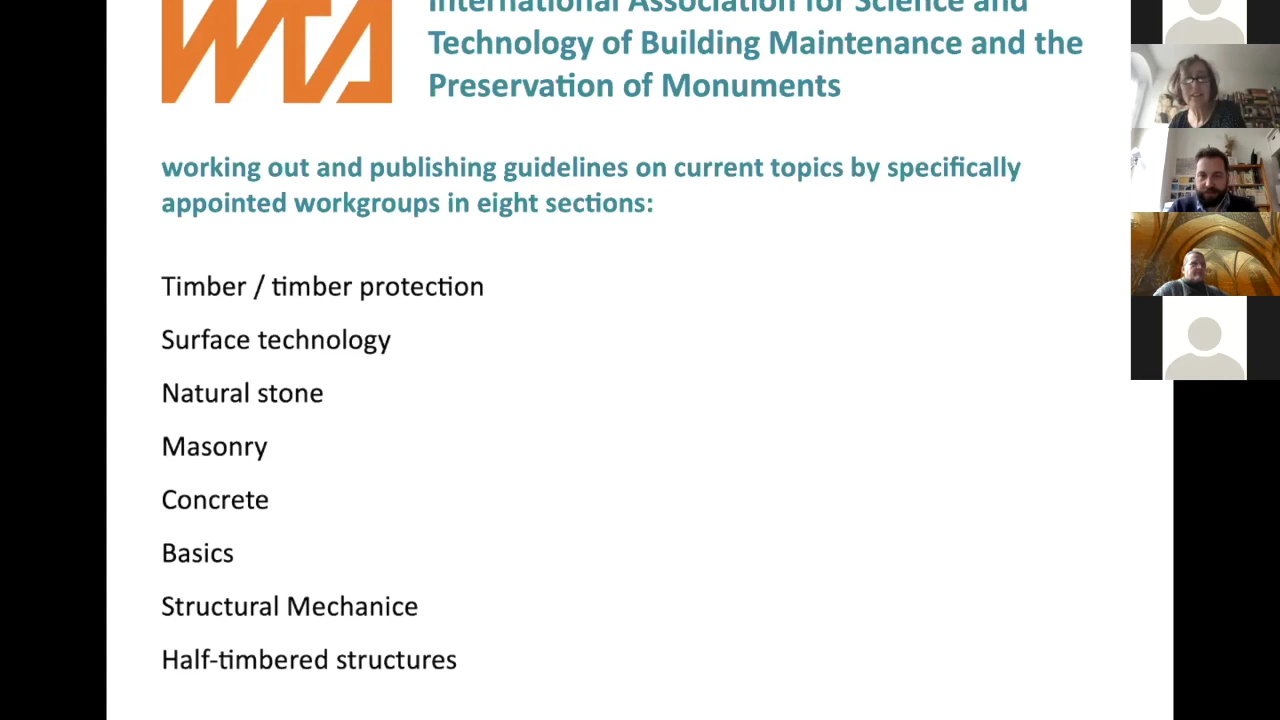 WTA
International Association for Science and
Technology of Building Maintenance and the
Preservation of Monuments
working out and publishing guidelines on current topics by specifically
appointed workgroups in eight sections:
Timber / timber protection
Surface technology
Natural stone
Masonry
Concrete
Basics
Structural Mechanice
Half-timbered structures